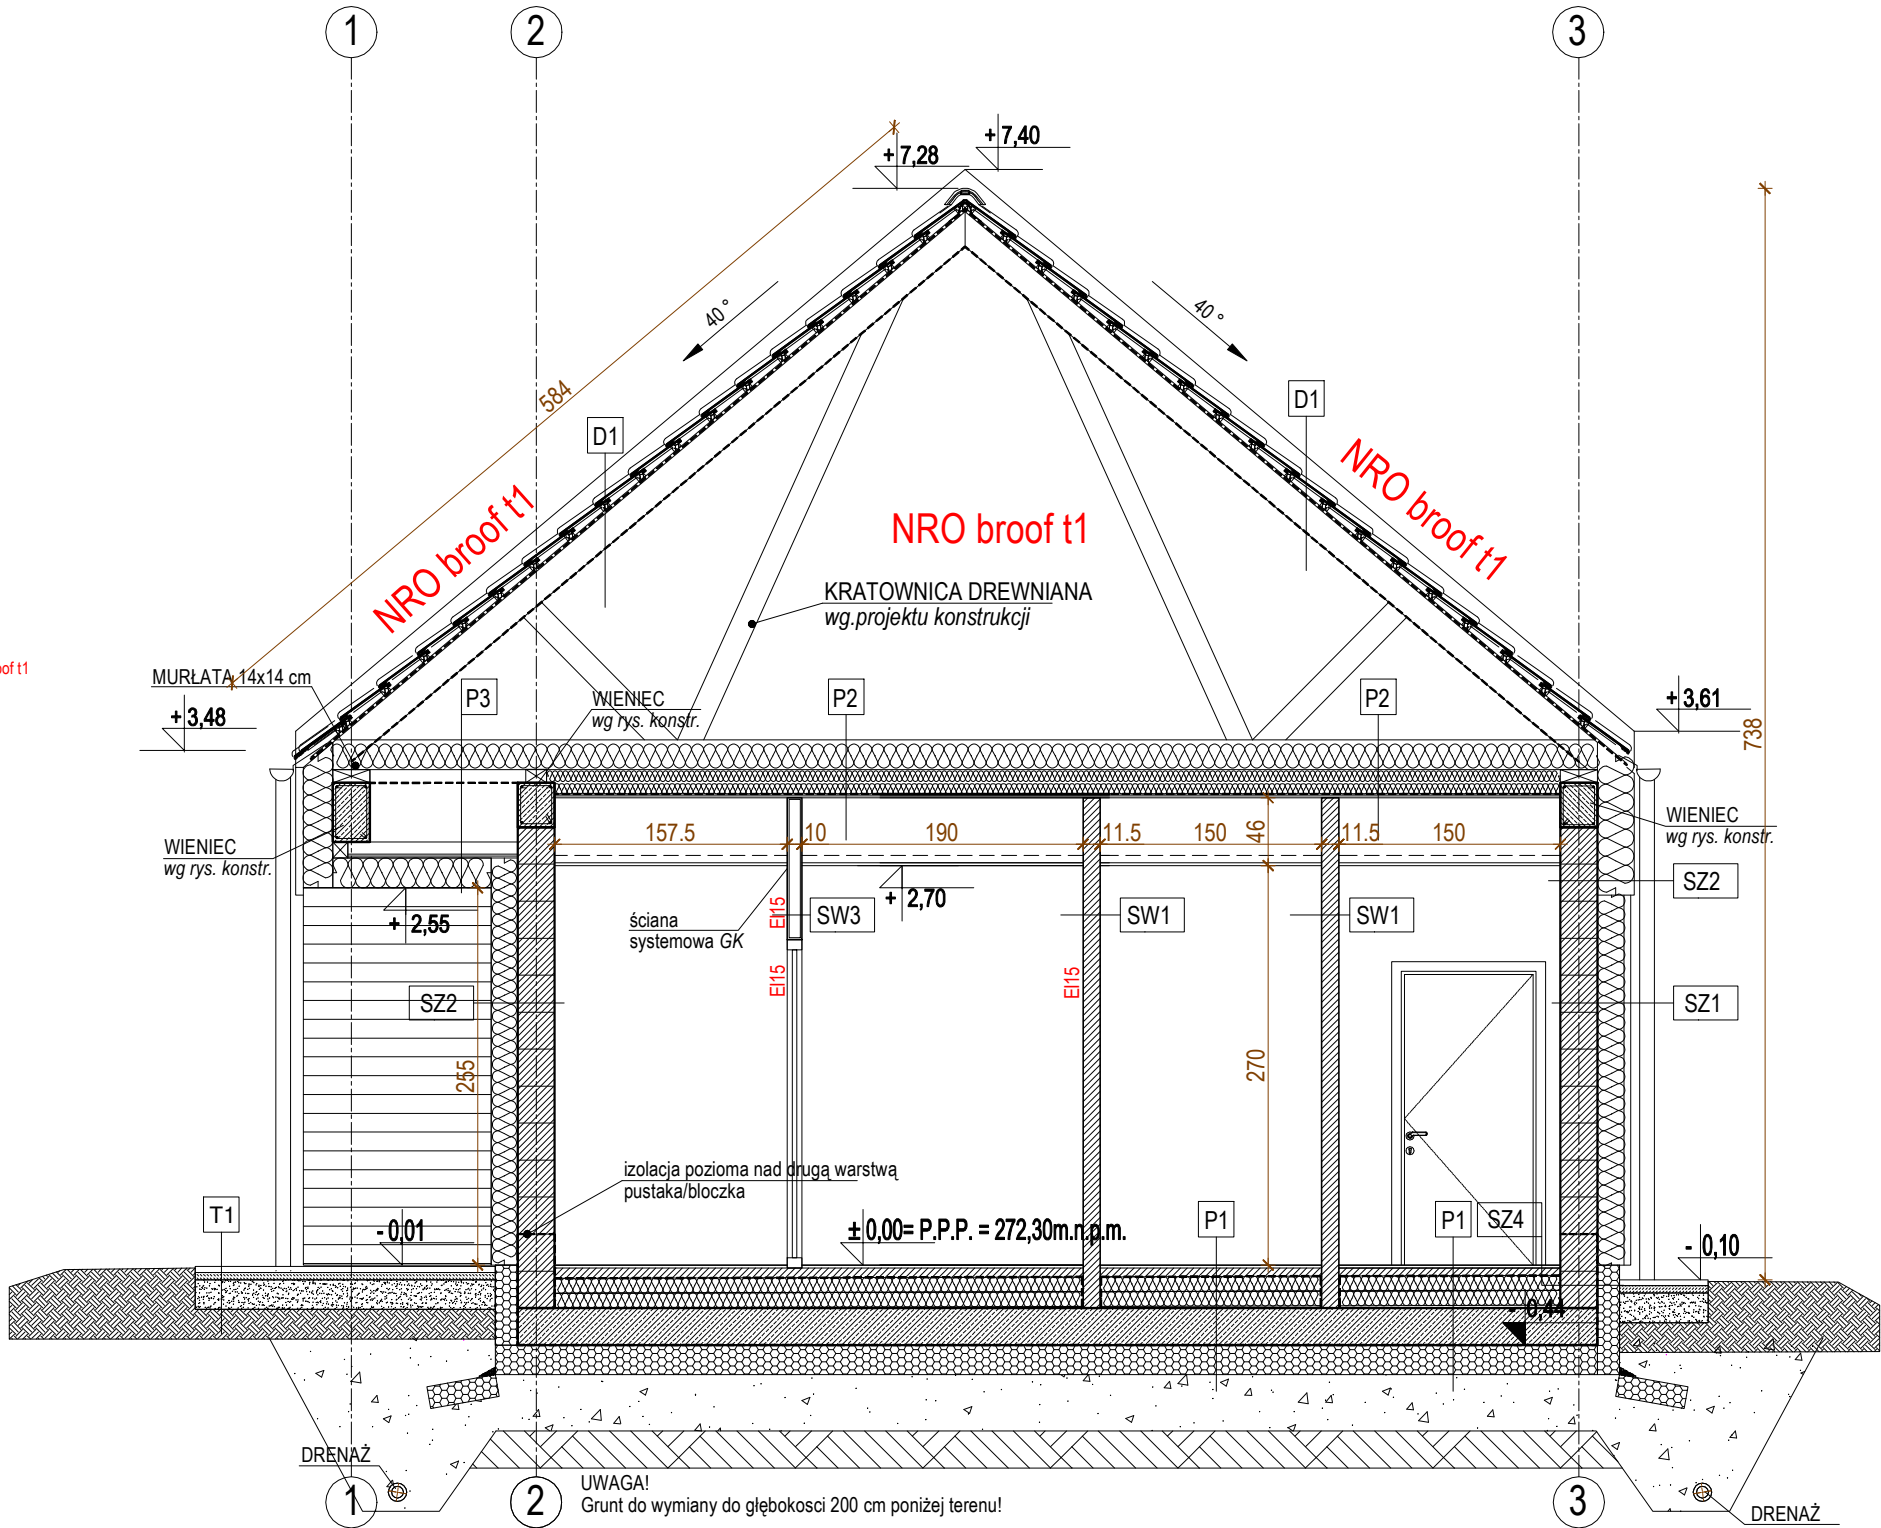 1
2
3
+ 7,40
+ 7,28
40 °
40 °
584
D1
D1
NRO broof t1
NRO broof t1
NRO broof t1
KRATOWNICA DREWNIANA
wg.projektu konstrukcji
of t1
MURŁATA 14x14 cm
+ 3,48
P3
WIENIEC
wg rys. konstr.
P2
P2
+ 3,61
738
WIENIEC
wg rys. konstr.
157.5
10
190
11.5
150
46
11.5
150
WIENIEC
wg rys. konstr.
+ 2,55
ściana
systemowa GK
EI15
SW3
+ 2,70
SW1
SW1
SZ2
EI15
EI15
SZ2
SZ1
255
270
izolacja pozioma nad drugą warstwą
pustaka/bloczka
T1
- 0,01
± 0,00= P.P.P. = 272,30m.n.p.m.
P1
P1
SZ4
- 0,10
- 0,44
DRENAŻ
1
2
UWAGA!
Grunt do wymiany do głębokosci 200 cm poniżej terenu!
3
DRENAŻ